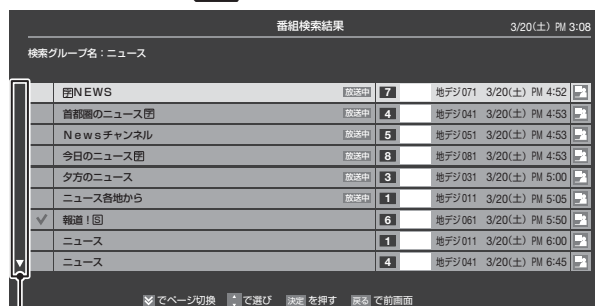 番組検索結果 3/20(土) PM 3:08
検索グループ名：ニュース
字NEWS 放送中 7 地デジ071 3/20(土) PM 4:52
首都圏のニュース字 放送中 4 地デジ041 3/20(土) PM 4:53
Newsチャンネル 放送中 5 地デジ051 3/20(土) PM 4:53
今日のニュース字 放送中 8 地デジ081 3/20(土) PM 4:53
夕方のニュース 放送中 3 地デジ031 3/20(土) PM 5:00
ニュース各地から 放送中 1 地デジ011 3/20(土) PM 5:05
報道！S 6 地デジ061 3/20(土) PM 5:50
ニュース 1 地デジ011 3/20(土) PM 6:00
ニュース 4 地デジ041 3/20(土) PM 6:45
でページ切換 で選び 決定 を押す 戻る で前画面